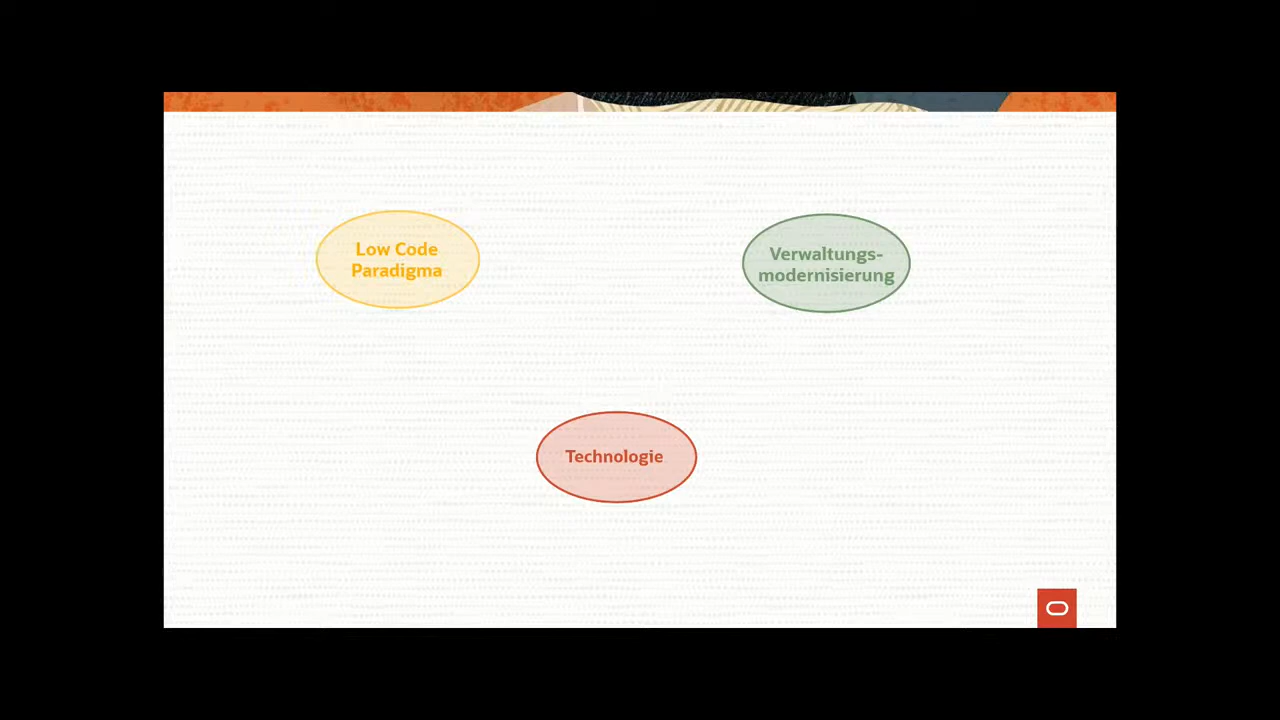 Low Code
Paradigma
Verwaltungs-
modernisierung
Technologie